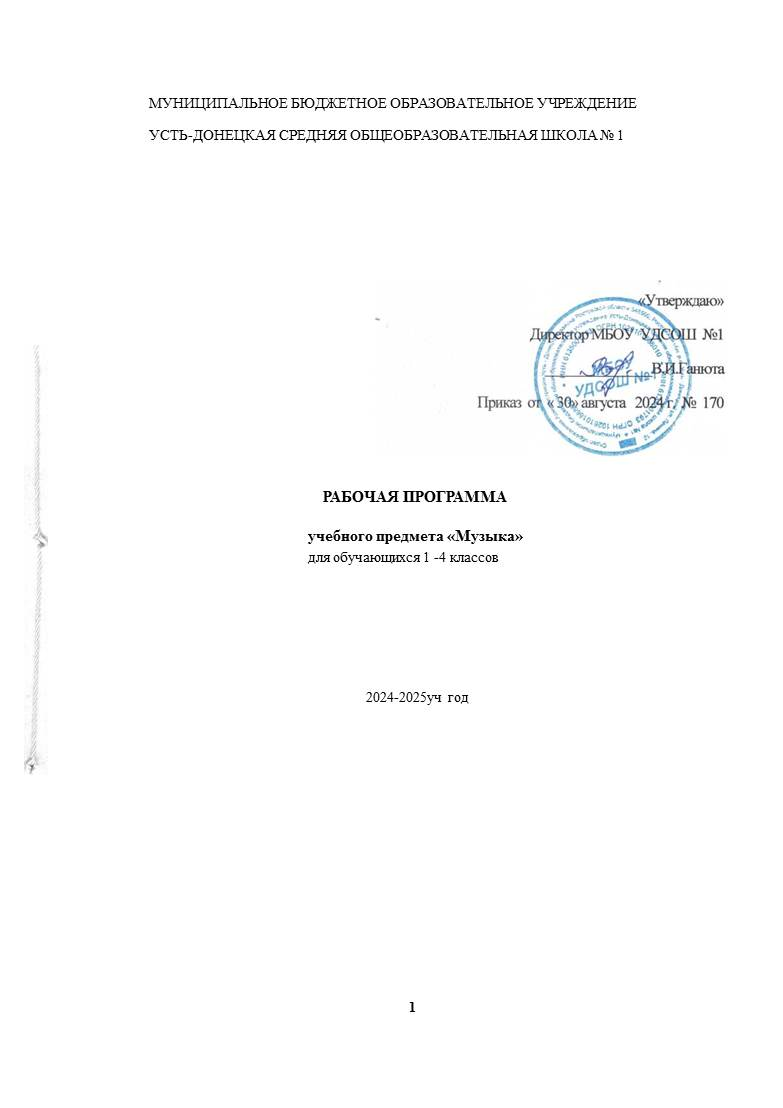 МУНИЦИПАЛЬНОЕ БЮДЖЕТНОЕ ОБРАЗОВАТЕЛЬНОЕ УЧРЕЖДЕНИЕ
УСТЬ-ДОНЕЦКАЯ СРЕДНЯЯ ОБЩЕОБРАЗОВАТЕЛЬНАЯ ШКОЛА № 1
«Утверждаю»
Директор МБОУ УДСОШ №1
В.И.Ганюта
Приказ от « 30» августа 2024 г. № 170
УДСОШ №1
РАБОЧАЯ ПРОГРАММА
учебного предмета «Музыка»
для обучающихся 1 -4 классов
2024-2025уч год
1